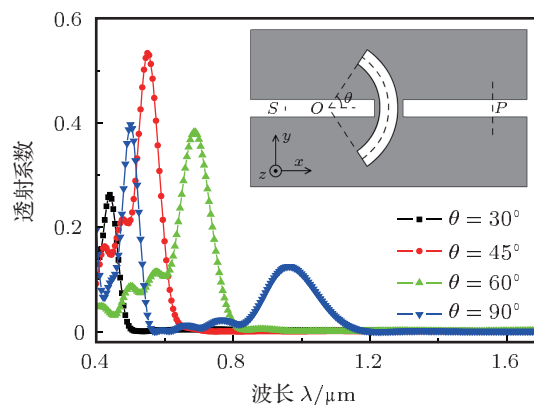 0.6
0.4
0.2
0
透射系数
S
O
θ
P
y
x
z
θ = 30°
θ = 45°
θ = 60°
θ = 90°
0.4 0.8 1.2 1.6
波长 λ/μm